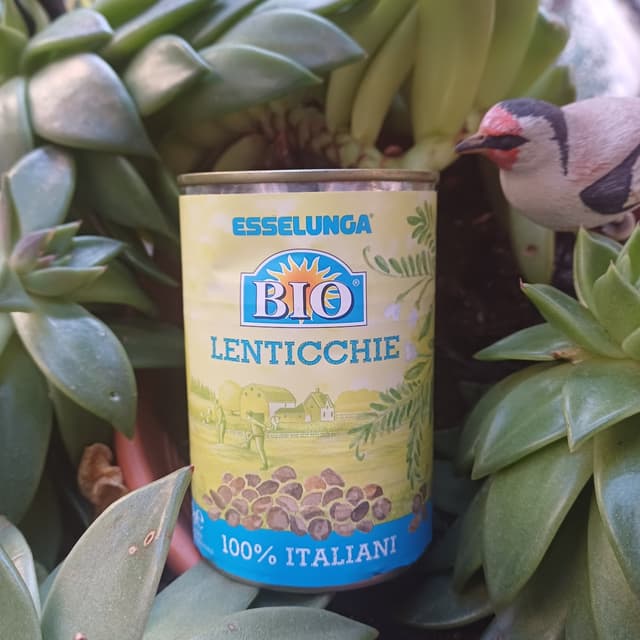 ESSELUNGA®
BIO®
LENTICCHIE
100% ITALIANI